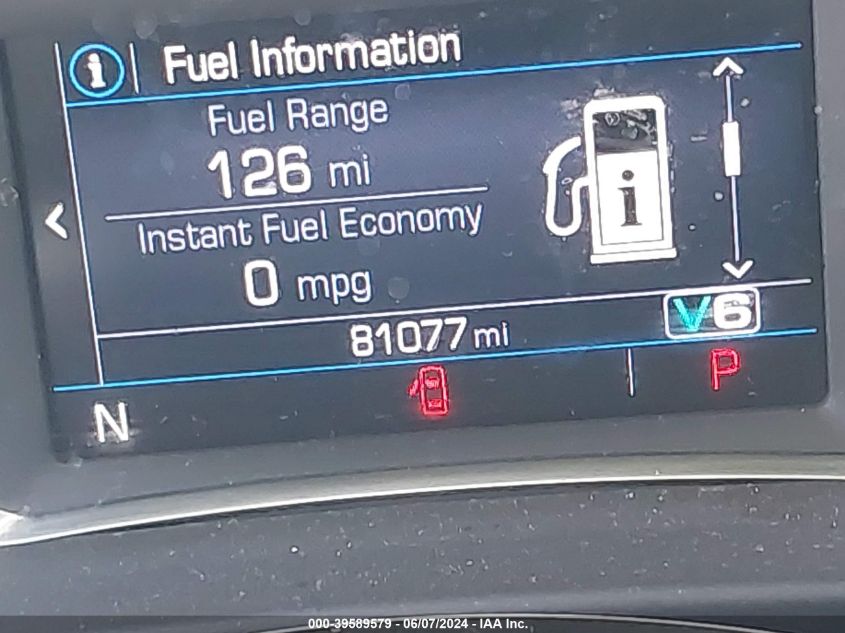 Fuel Information
Fuel Range
126 mi
Instant Fuel Economy
0 mpg
81077 mi
V6
N
P
000-39589579 - 06/07/2024 - IAA Inc.